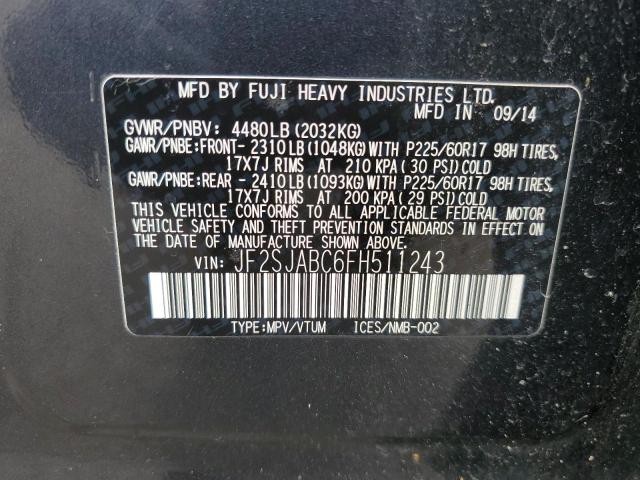 MFD BY FUJI HEAVY INDUSTRIES LTD.
MFD IN 09/14
GVWR/PNBV: 4480LB(2032KG)
GAWR/PNBE:FRONT- 2310LB(1048KG)WITH P225/60R17 98H TIRES,
17X7J RIMS AT 210 KPA(30 PSI)COLD
GAWR/PNBE:REAR - 2410LB(1093KG)WITH P225/60R17 98H TIRES,
17X7J RIMS AT 200 KPA(29 PSI)COLD
THIS VEHICLE CONFORMS TO ALL APPLICABLE FEDERAL MOTOR
VEHICLE SAFETY AND THEFT PREVENTION STANDARDS IN EFFECT
ON THE DATE OF MANUFACTURE SHOWN ABOVE.
VIN: JF2SJABC6FH511243
TYPE:MPV/VTUM ICES/NMB-002